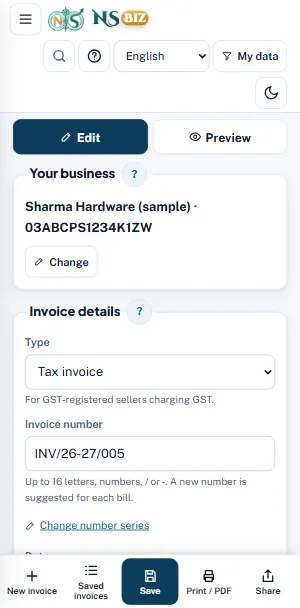 NS NS BIZ
English
My data
Edit
Preview
Your business ?
Sharma Hardware (sample) ·
03ABCPS1234K1ZW
Change
Invoice details ?
Type
Tax invoice
For GST-registered sellers charging GST.
Invoice number
INV/26-27/005
Up to 16 letters, numbers, / or -. A new number is
suggested for each bill.
Change number series
New invoice
Saved
invoices
Save
Print / PDF
Share